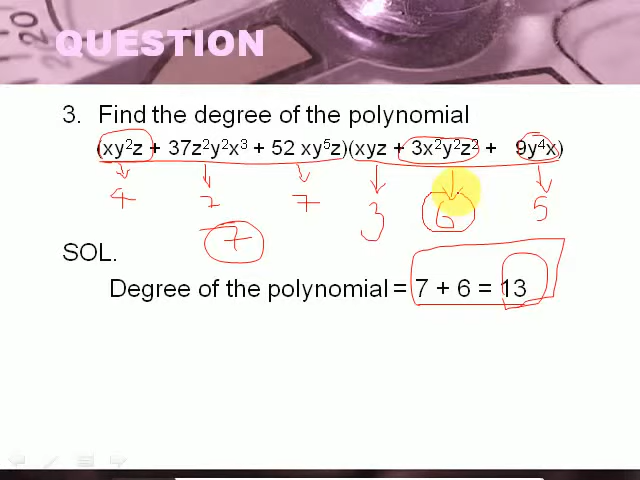 QUESTION
3. Find the degree of the polynomial
(xy²z + 37z²y²x³ + 52 xy⁵z)(xyz + 3x²y²z² + 9y⁴x)
4 7 7 3 6 5
7
SOL.
Degree of the polynomial = 7 + 6 = 13